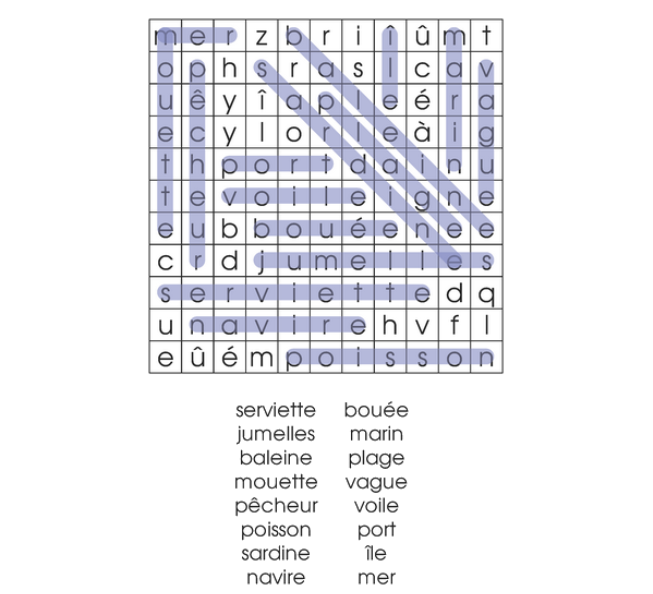 m e r z b r i î û m t
o p h s r a s l c a v
u ê y î a p l e é r a
e c y l o r l e à i g
t h p o r t d a i n u
t e v o i l e i g n e
e u b b o u é e n e e
c r d j u m e l l e s
s e r v i e t t e d q
u n a v i r e h v f l
e û é m p o i s s o n
serviette bouée
jumelles marin
baleine plage
mouette vague
pêcheur voile
poisson port
sardine île
navire mer